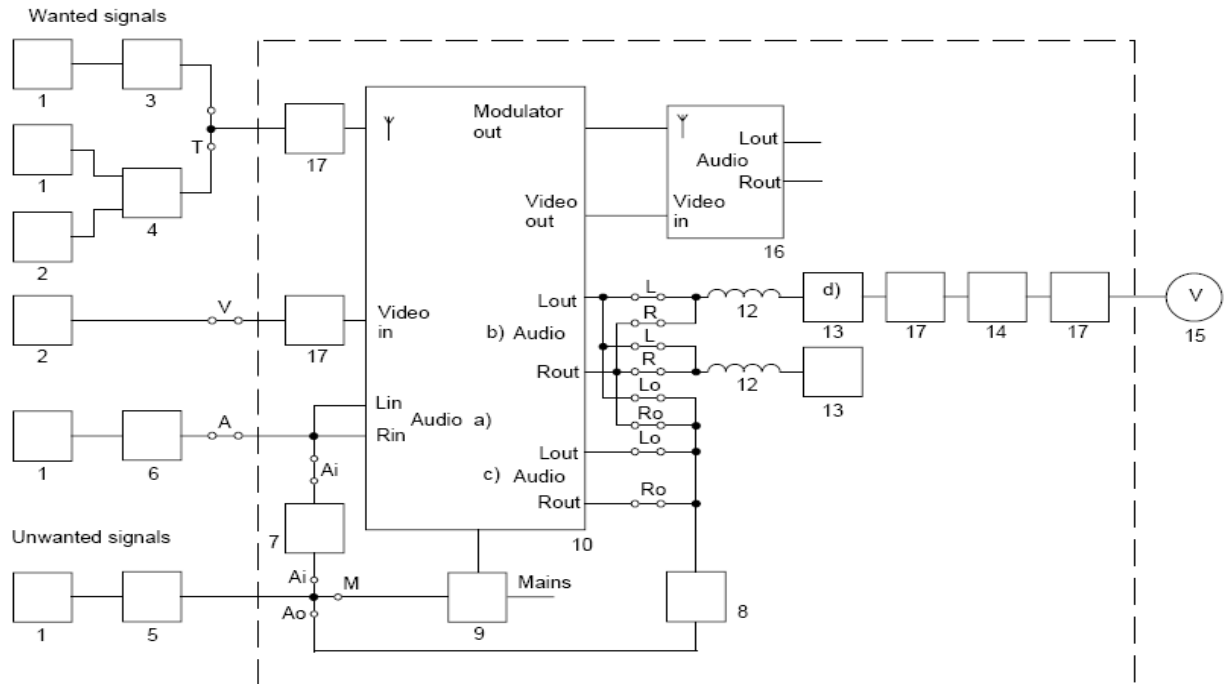 Wanted signals
1
3
1
T
17
Modulator
out
Lout
Audio
Rout
4
2
Video
out
Video
in
16
V
Video
in
2
17
Lout
b) Audio
Rout
L
R
L
R
Lo
Ro
Lo
Ro
12
12
d)
13
13
17
14
17
V
15
A
Lin
Rin
Audio a)
1
6
Ai
Lout
c) Audio
Rout
7
10
Unwanted signals
Ai
M
Mains
Ao
1
5
9
8